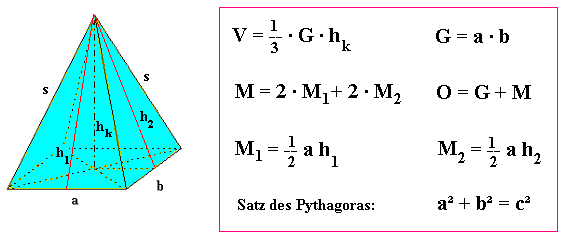 s
s
h₁
hₖ
h₂
a
b
V = 1/3 · G · hₖ
G = a · b
M = 2 · M₁+ 2 · M₂
O = G + M
M₁ = 1/2 a h₁
M₂ = 1/2 a h₂
Satz des Pythagoras:
a² + b² = c²